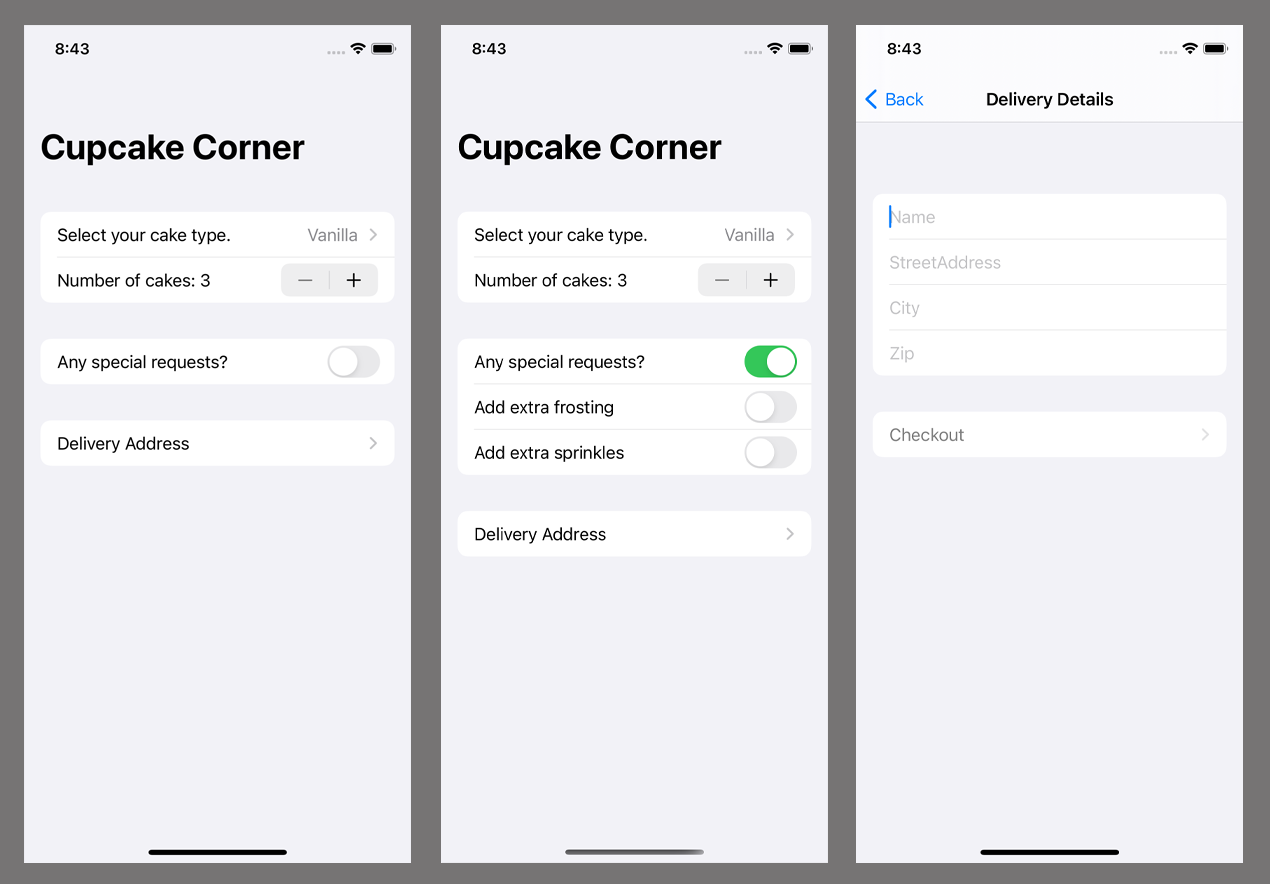 8:43
Cupcake Corner
Select your cake type. Vanilla
Number of cakes: 3
Any special requests?
Delivery Address
8:43
Cupcake Corner
Select your cake type. Vanilla
Number of cakes: 3
Any special requests?
Add extra frosting
Add extra sprinkles
Delivery Address
8:43
Back Delivery Details
Name
StreetAddress
City
Zip
Checkout